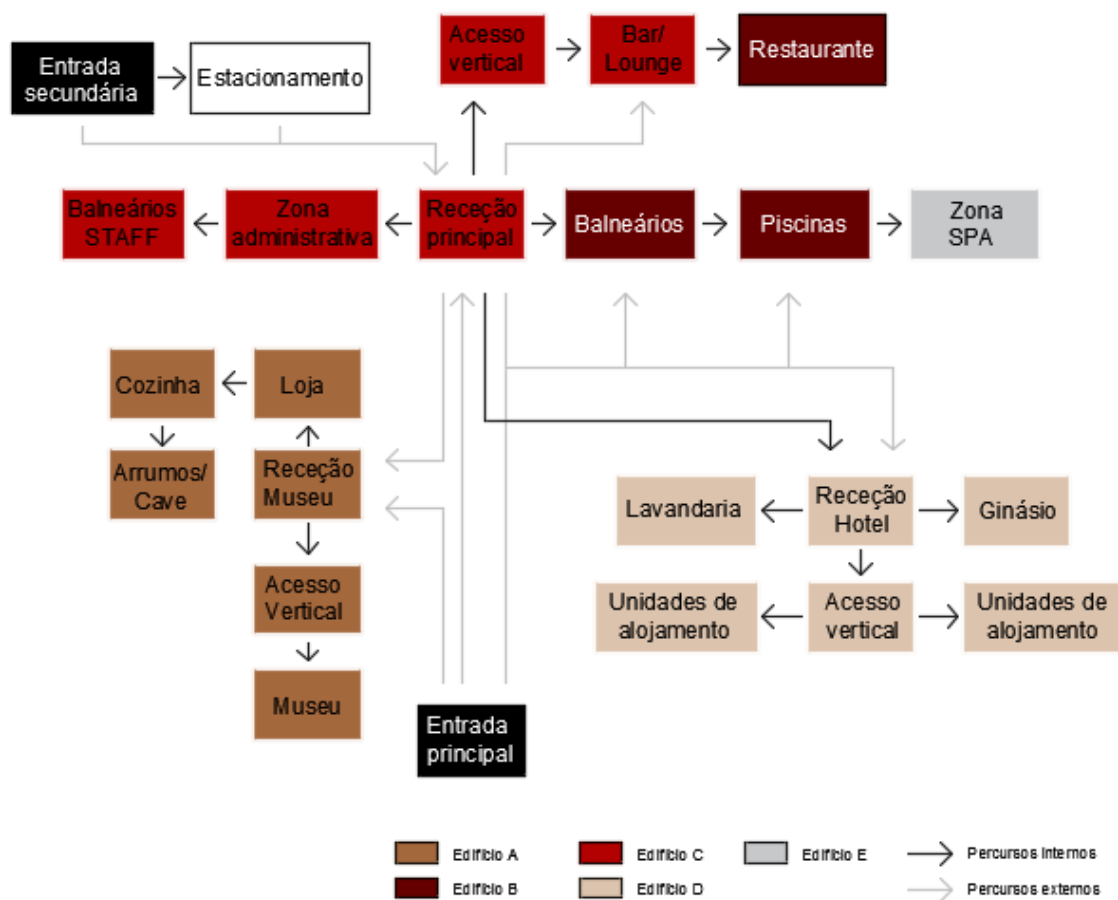 Entrada
secundária
Estacionamento
Acesso
vertical
Bar/
Lounge
Restaurante
Balneários
STAFF
Zona
administrativa
Receção
principal
Balneários
Piscinas
Zona
SPA
Cozinha
Loja
Arrumos/
Cave
Receção
Museu
Lavandaria
Receção
Hotel
Ginásio
Acesso
Vertical
Unidades de
alojamento
Acesso
vertical
Unidades de
alojamento
Museu
Entrada
principal
Edifício A
Edifício C
Edifício E
Percursos internos
Edifício B
Edifício D
Percursos externos